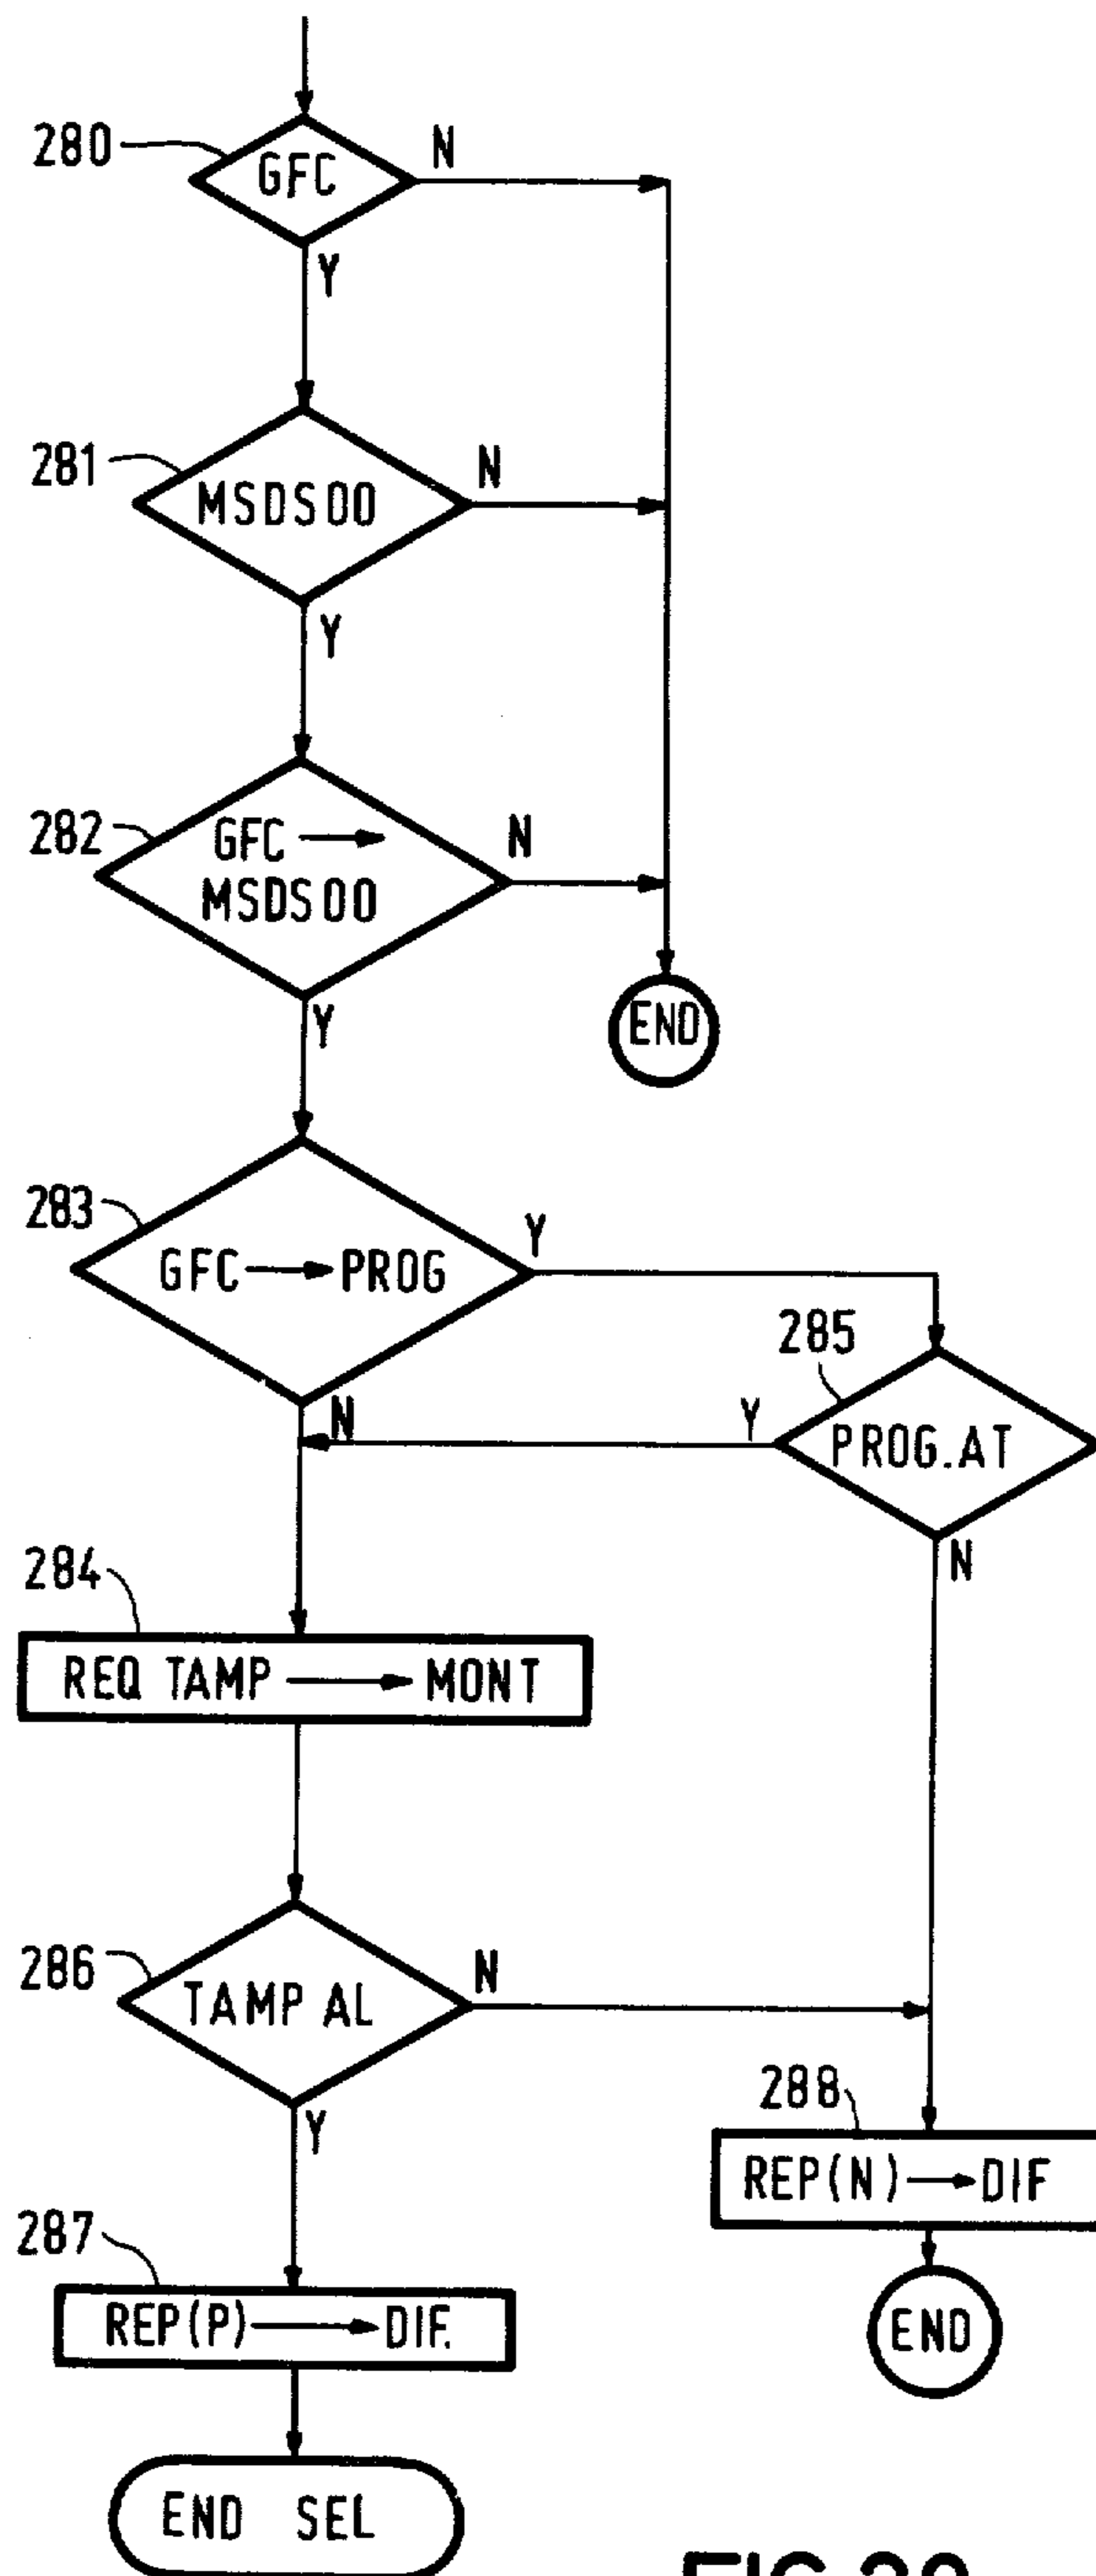 280
GFC
N
Y
281
MSDS00
N
Y
282
GFC
MSDS00
N
Y
END
283
GFC PROG
Y
N
285
PROG.AT
Y
N
284
REQ TAMP MONT
286
TAMP AL
N
Y
288
REP(N) DIF
END
287
REP(P) DIF.
END SEL